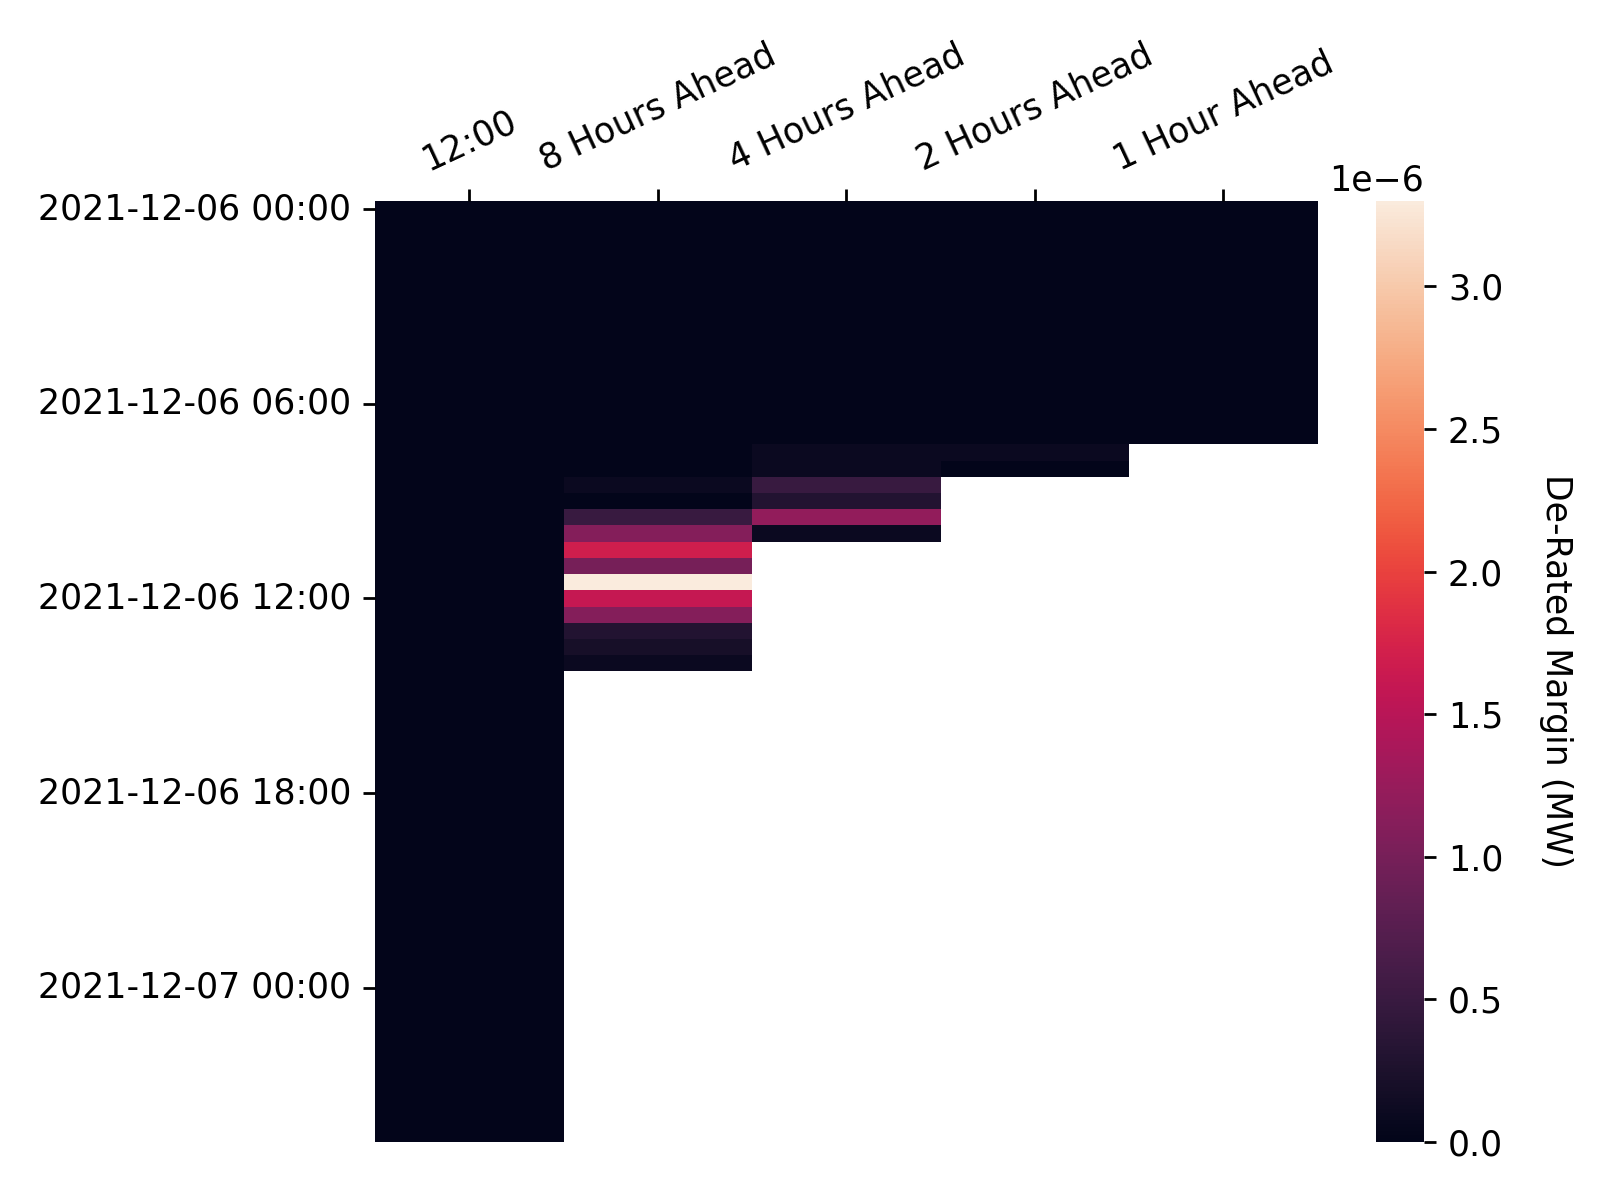 12:00
8 Hours Ahead
4 Hours Ahead
2 Hours Ahead
1 Hour Ahead
2021-12-06 00:00
2021-12-06 06:00
2021-12-06 12:00
2021-12-06 18:00
2021-12-07 00:00
1e−6
3.0
2.5
2.0
1.5
1.0
0.5
0.0
De-Rated Margin (MW)